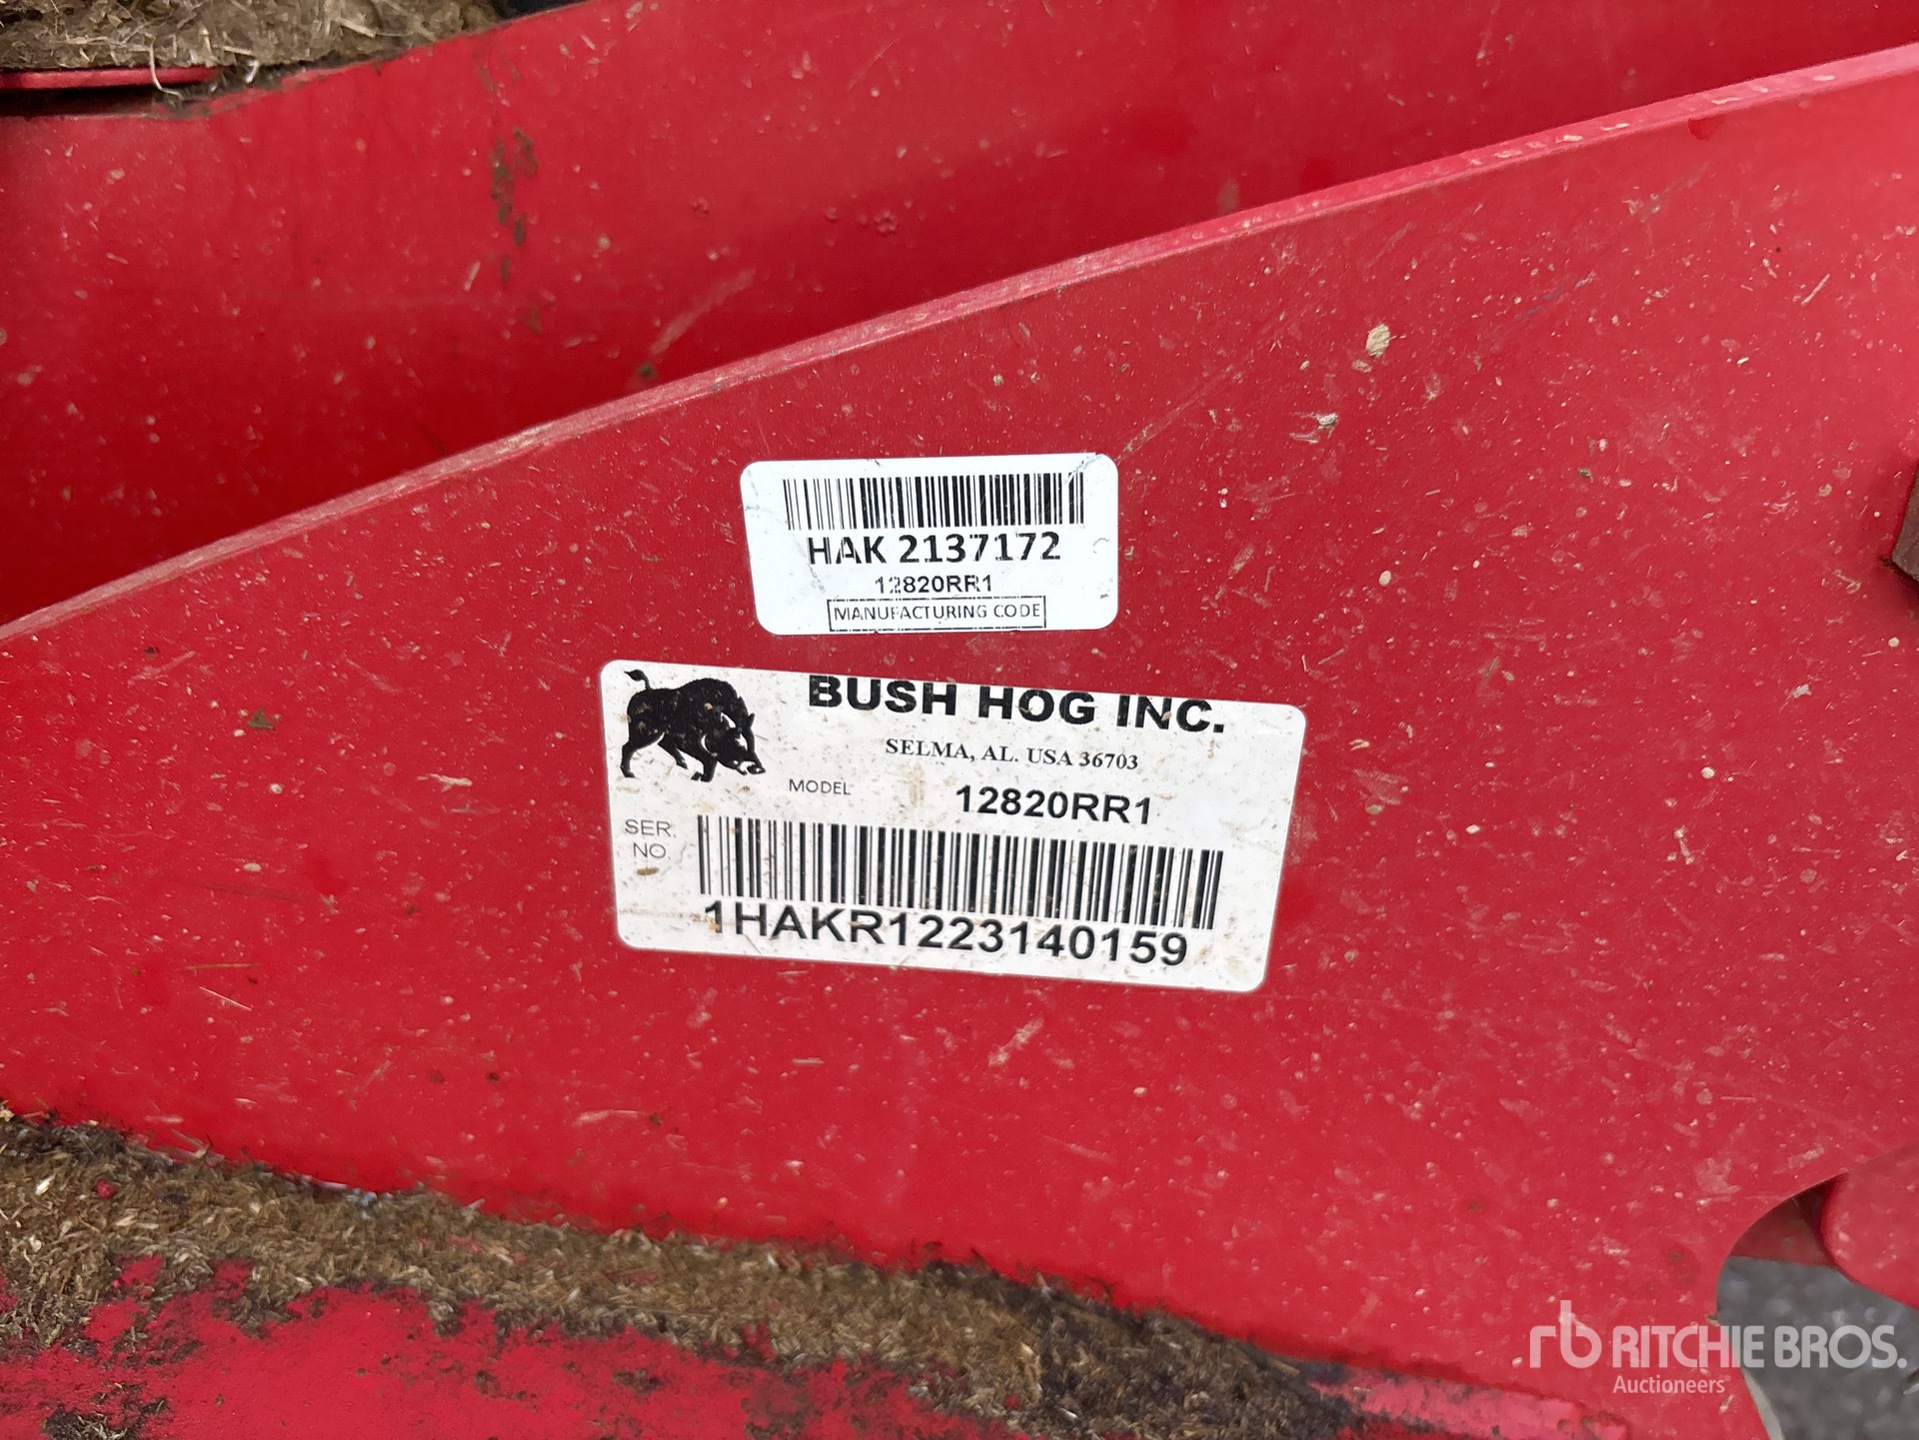 HAK 2137172
12820RR1
MANUFACTURING CODE
BUSH HOG INC.
SELMA, AL. USA 36703
MODEL 12820RR1
SER. NO.
1HAKR1223140159
rb RITCHIE BROS.
Auctioneers